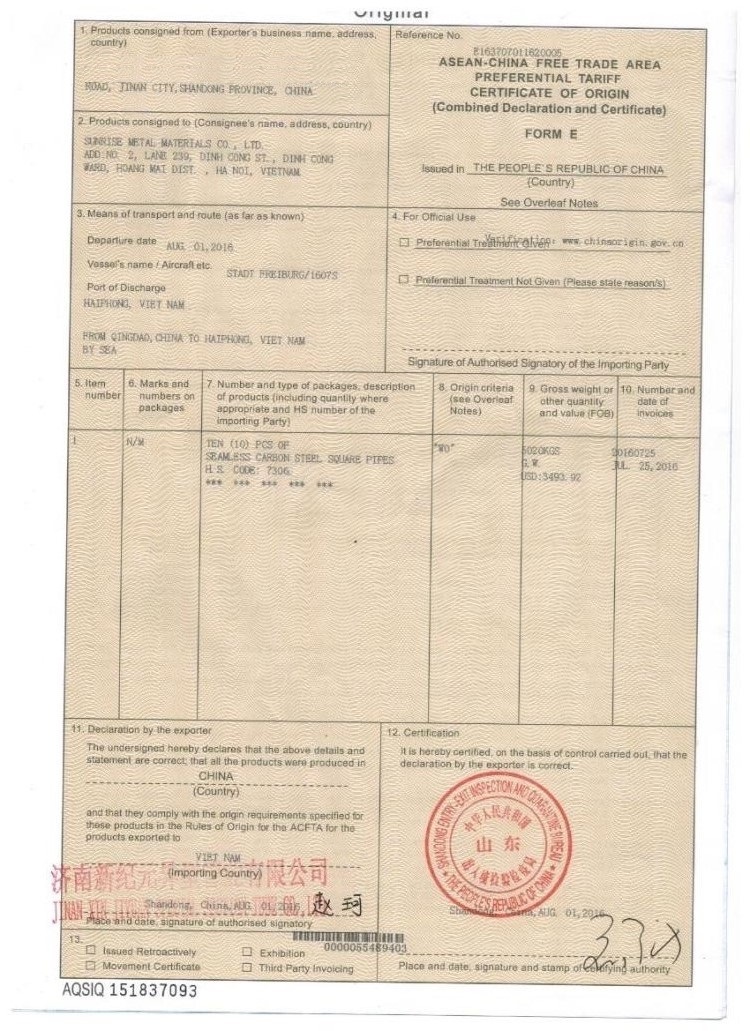 Original
1. Products consigned from (Exporter's business name, address, country)
ROAD, JINAN CITY, SHANDONG PROVINCE, CHINA
Reference No.
E163707011620005
ASEAN-CHINA FREE TRADE AREA
PREFERENTIAL TARIFF
CERTIFICATE OF ORIGIN
(Combined Declaration and Certificate)
FORM E
Issued in THE PEOPLE'S REPUBLIC OF CHINA
(Country)
See Overleaf Notes
2. Products consigned to (Consignee's name, address, country)
SUNRISE METAL MATERIALS CO., LTD.
ADD:NO. 2, LANE 239, DINH CONG ST., DINH CONG
WARD, HOANG MAI DIST. , HA NOI, VIETNAM
3. Means of transport and route (as far as known)
Departure date AUG. 01,2016
Vessel's name / Aircraft etc.
STADT FREIBURG/1607S
Port of Discharge
HAIPHONG, VIET NAM
FROM QINGDAO, CHINA TO HAIPHONG, VIET NAM
BY SEA
4. For Official Use
Preferential Treatment Given
Verification: www.chinaorigin.gov.cn
Preferential Treatment Not Given (Please state reason/s)
Signature of Authorised Signatory of the Importing Party
5. Item number
6. Marks and numbers on packages
7. Number and type of packages, description of products (including quantity where appropriate and HS number of the importing Party)
8. Origin criteria (see Overleaf Notes)
9. Gross weight or other quantity and value (FOB)
10. Number and date of invoices
1
N/M
TEN (10) PCS OF
SEAMLESS CARBON STEEL SQUARE PIPES
H.S. CODE: 7306
*** *** *** *** ***
"WO"
5020KGS
G.W.
USD:3493.92
20160725
JUL. 25,2016
11. Declaration by the exporter
The undersigned hereby declares that the above details and
statement are correct; that all the products were produced in
CHINA
(Country)
and that they comply with the origin requirements specified for
these products in the Rules of Origin for the ACFTA for the
products exported to
VIET NAM
(Importing Country)
济南新纪元
公司
Shandong, China,AUG. 01,2016
赵珂
Place and date, signature of authorised signatory
12. Certification
It is hereby certified, on the basis of control carried out, that the
declaration by the exporter is correct.
SHANDONG ENTRY-EXIT INSPECTION AND QUARANTINE BUREAU
THE PEOPLE'S REPUBLIC OF CHINA
中华人民共和国
山东
出入境检验检疫局
Shandong, China,AUG. 01,2016
Place and date, signature and stamp of certifying authority
13.
Issued Retroactively
Exhibition
Movement Certificate
Third Party Invoicing
0000055489403
AQSIQ 151837093